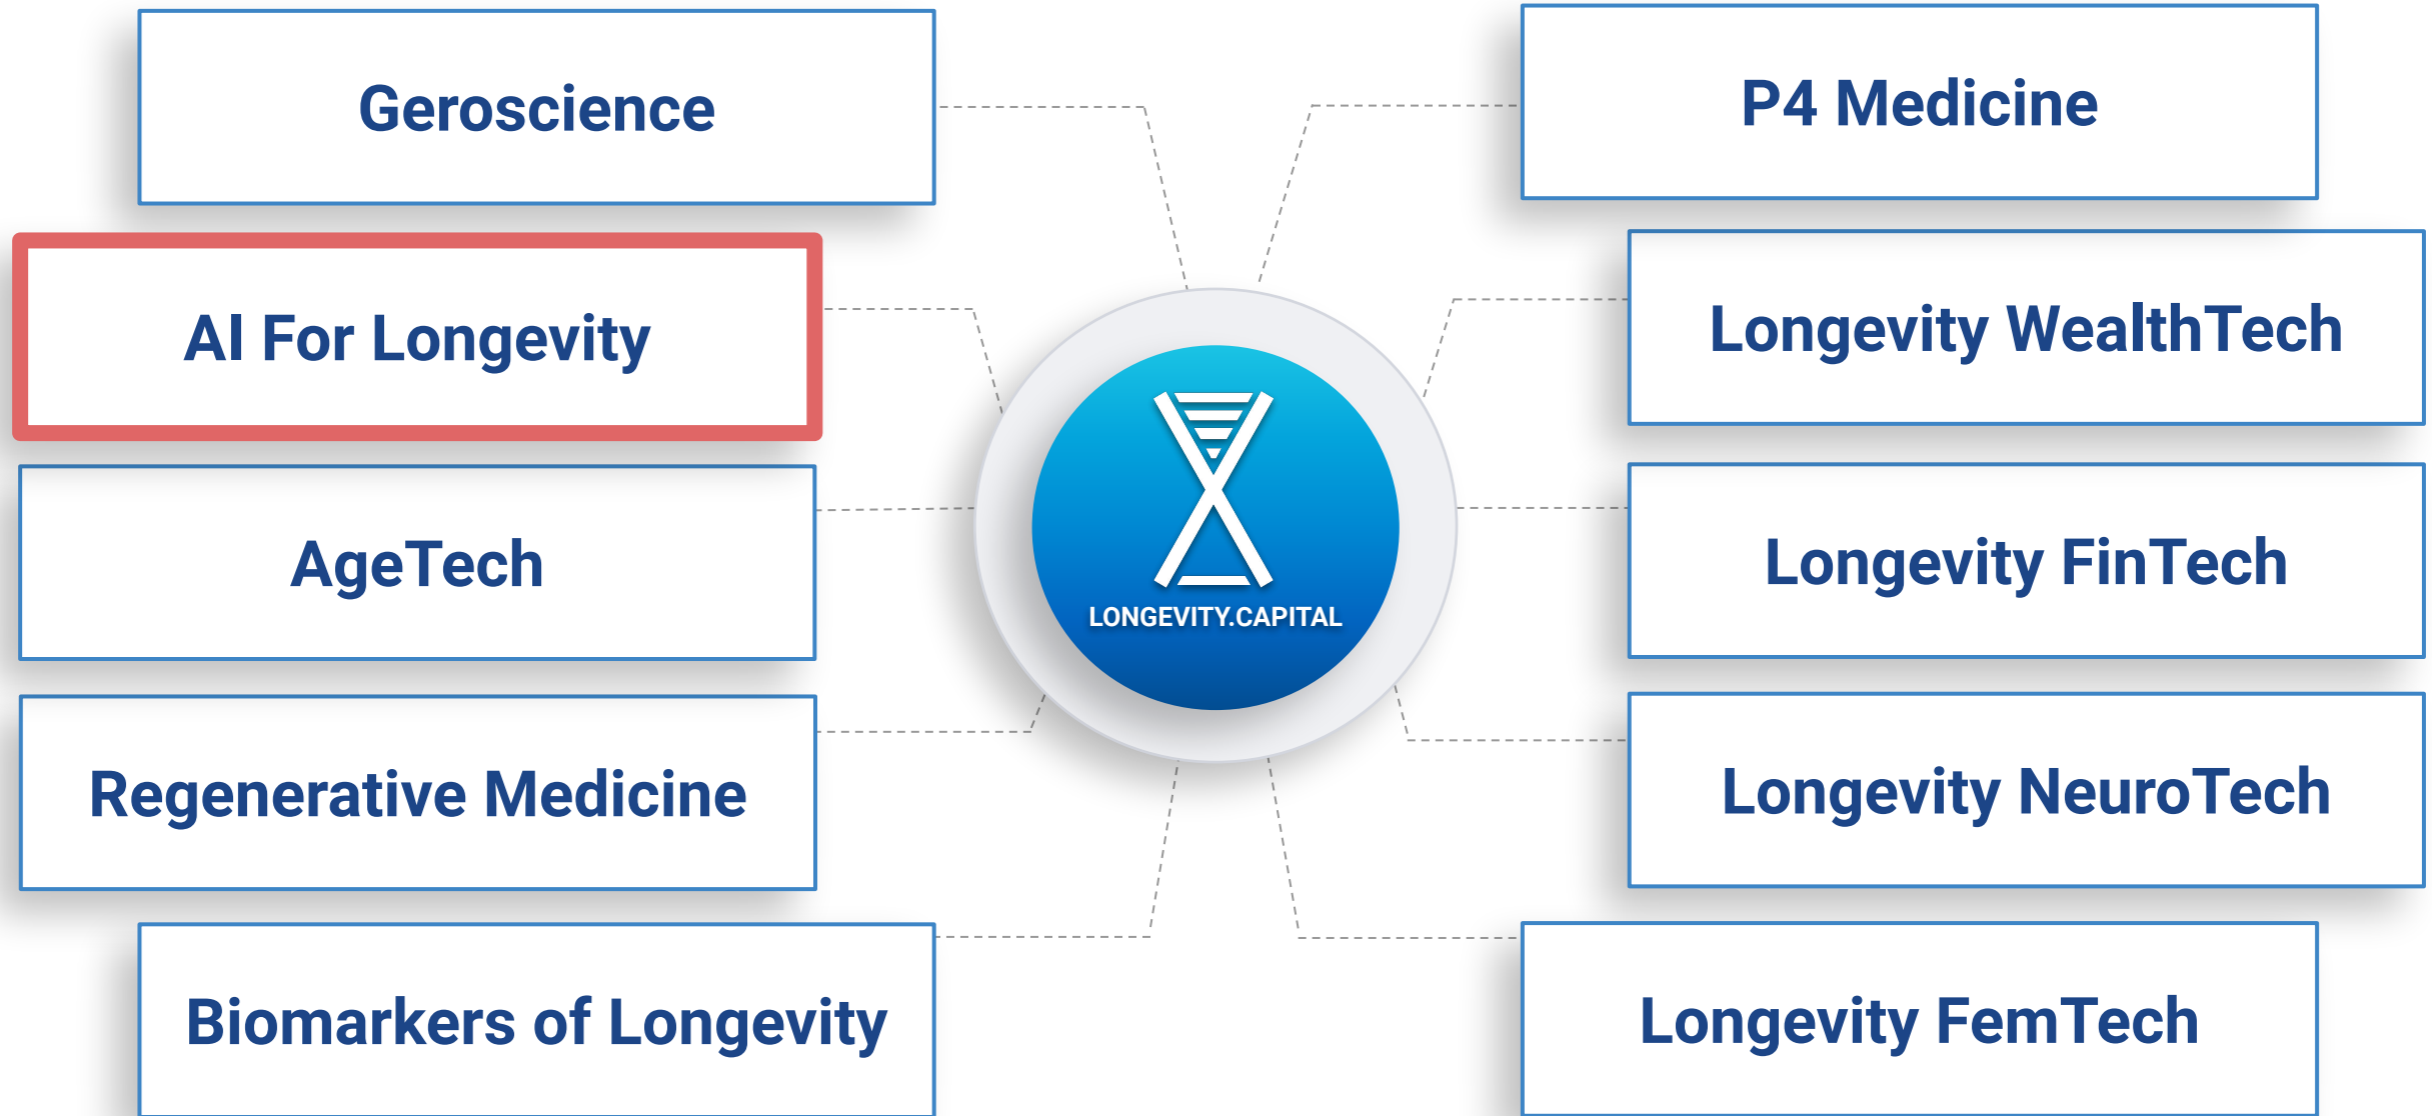 Geroscience
P4 Medicine
AI For Longevity
Longevity WealthTech
AgeTech
Longevity FinTech
LONGEVITY.CAPITAL
Regenerative Medicine
Longevity NeuroTech
Biomarkers of Longevity
Longevity FemTech